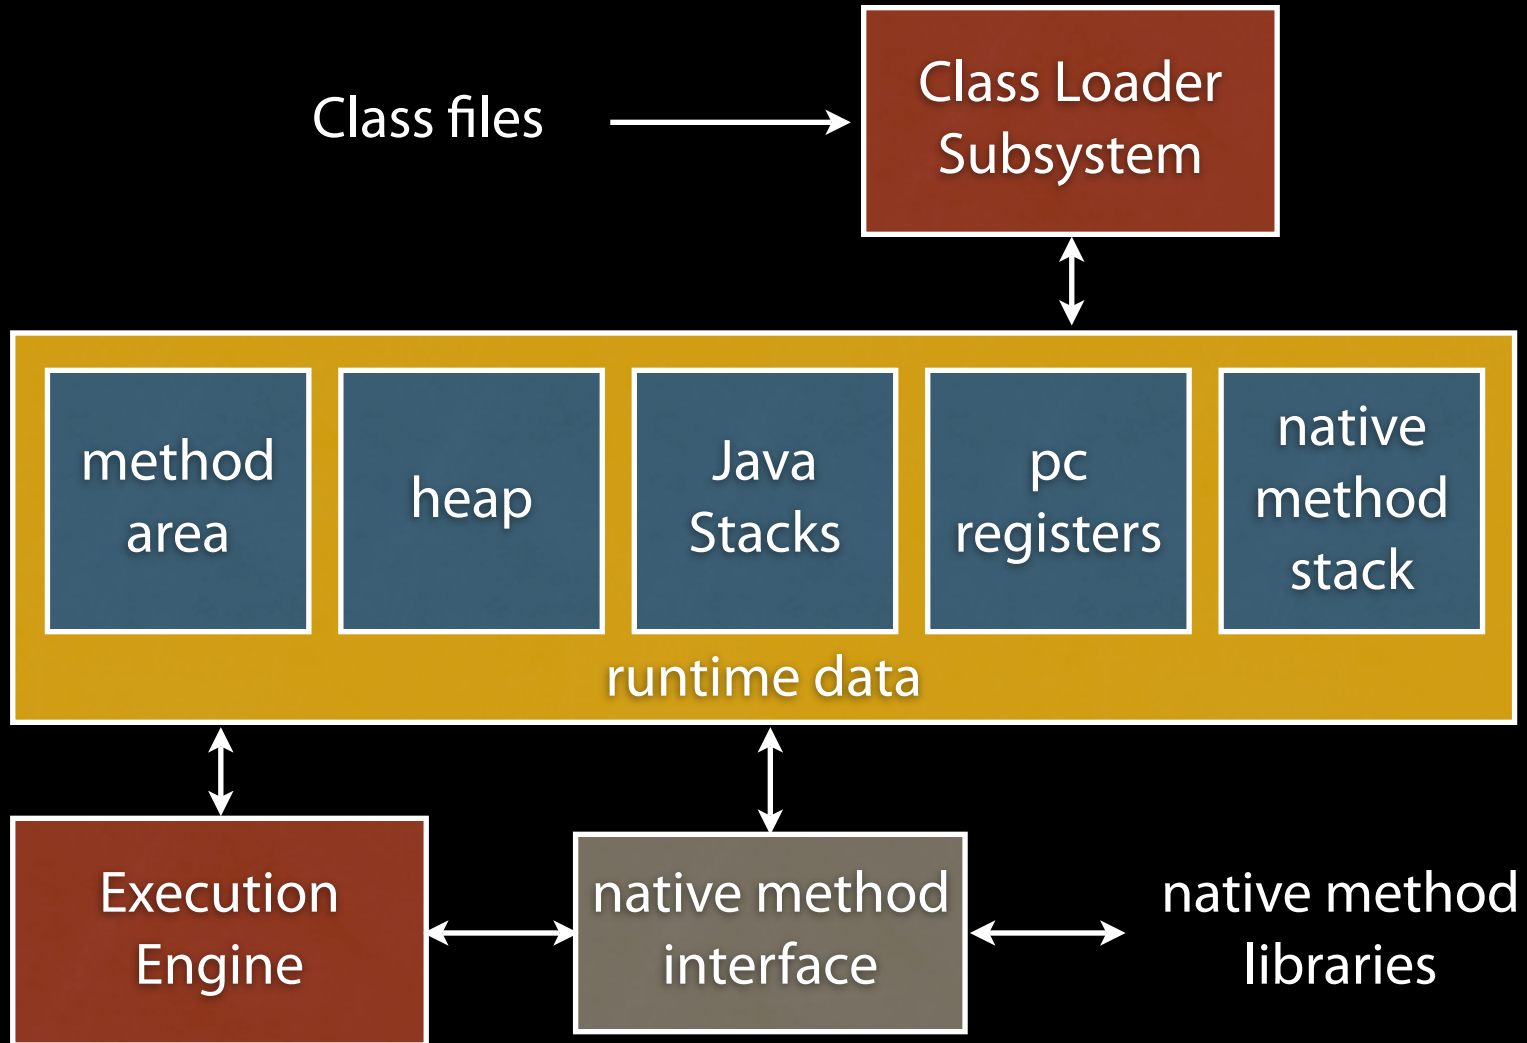 Class files
Class Loader
Subsystem
method
area
heap
Java
Stacks
pc
registers
native
method
stack
runtime data
Execution
Engine
native method
interface
native method
libraries